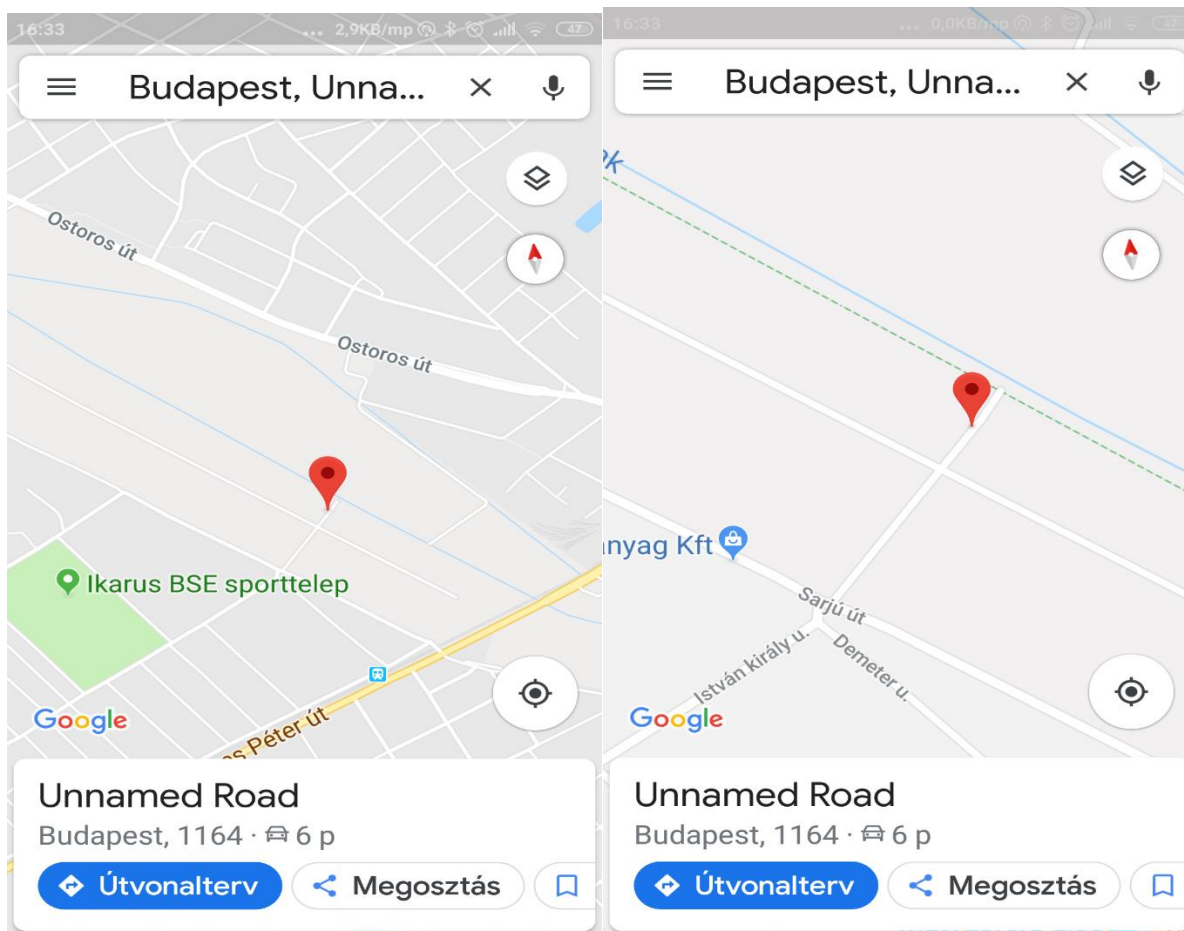 16:33
... 2,9KB/mp
47
Budapest, Unna...
Ostoros út
Ostoros út
Ikarus BSE sporttelep
s Péter út
Google
Unnamed Road
Budapest, 1164 · 6 p
Útvonalterv
Megosztás
16:33
... 0,0KB/mp
47
Budapest, Unna...
nyag Kft
Sarjú út
István király u.
Demeter u.
Google
Unnamed Road
Budapest, 1164 · 6 p
Útvonalterv
Megosztás